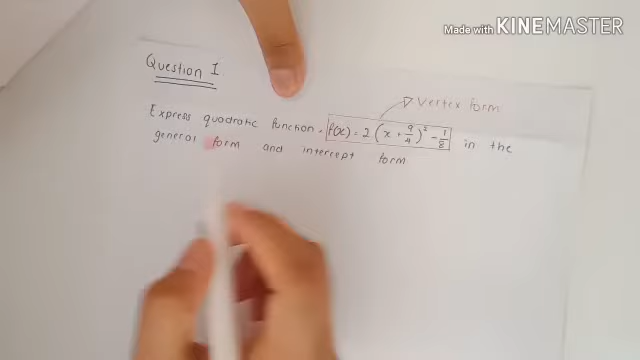 Made with KINEMASTER
Question 1
Vertex form
Express quadratic function, f(x) = 2 (x + 9/4)² - 1/8 in the
general form and intercept form